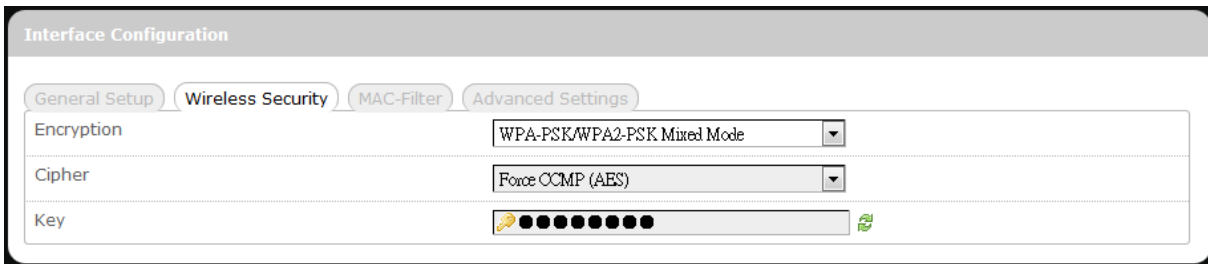 Interface Configuration
General Setup Wireless Security MAC-Filter Advanced Settings
Encryption WPA-PSK/WPA2-PSK Mixed Mode
Cipher Force CCMP (AES)
Key ●●●●●●●●